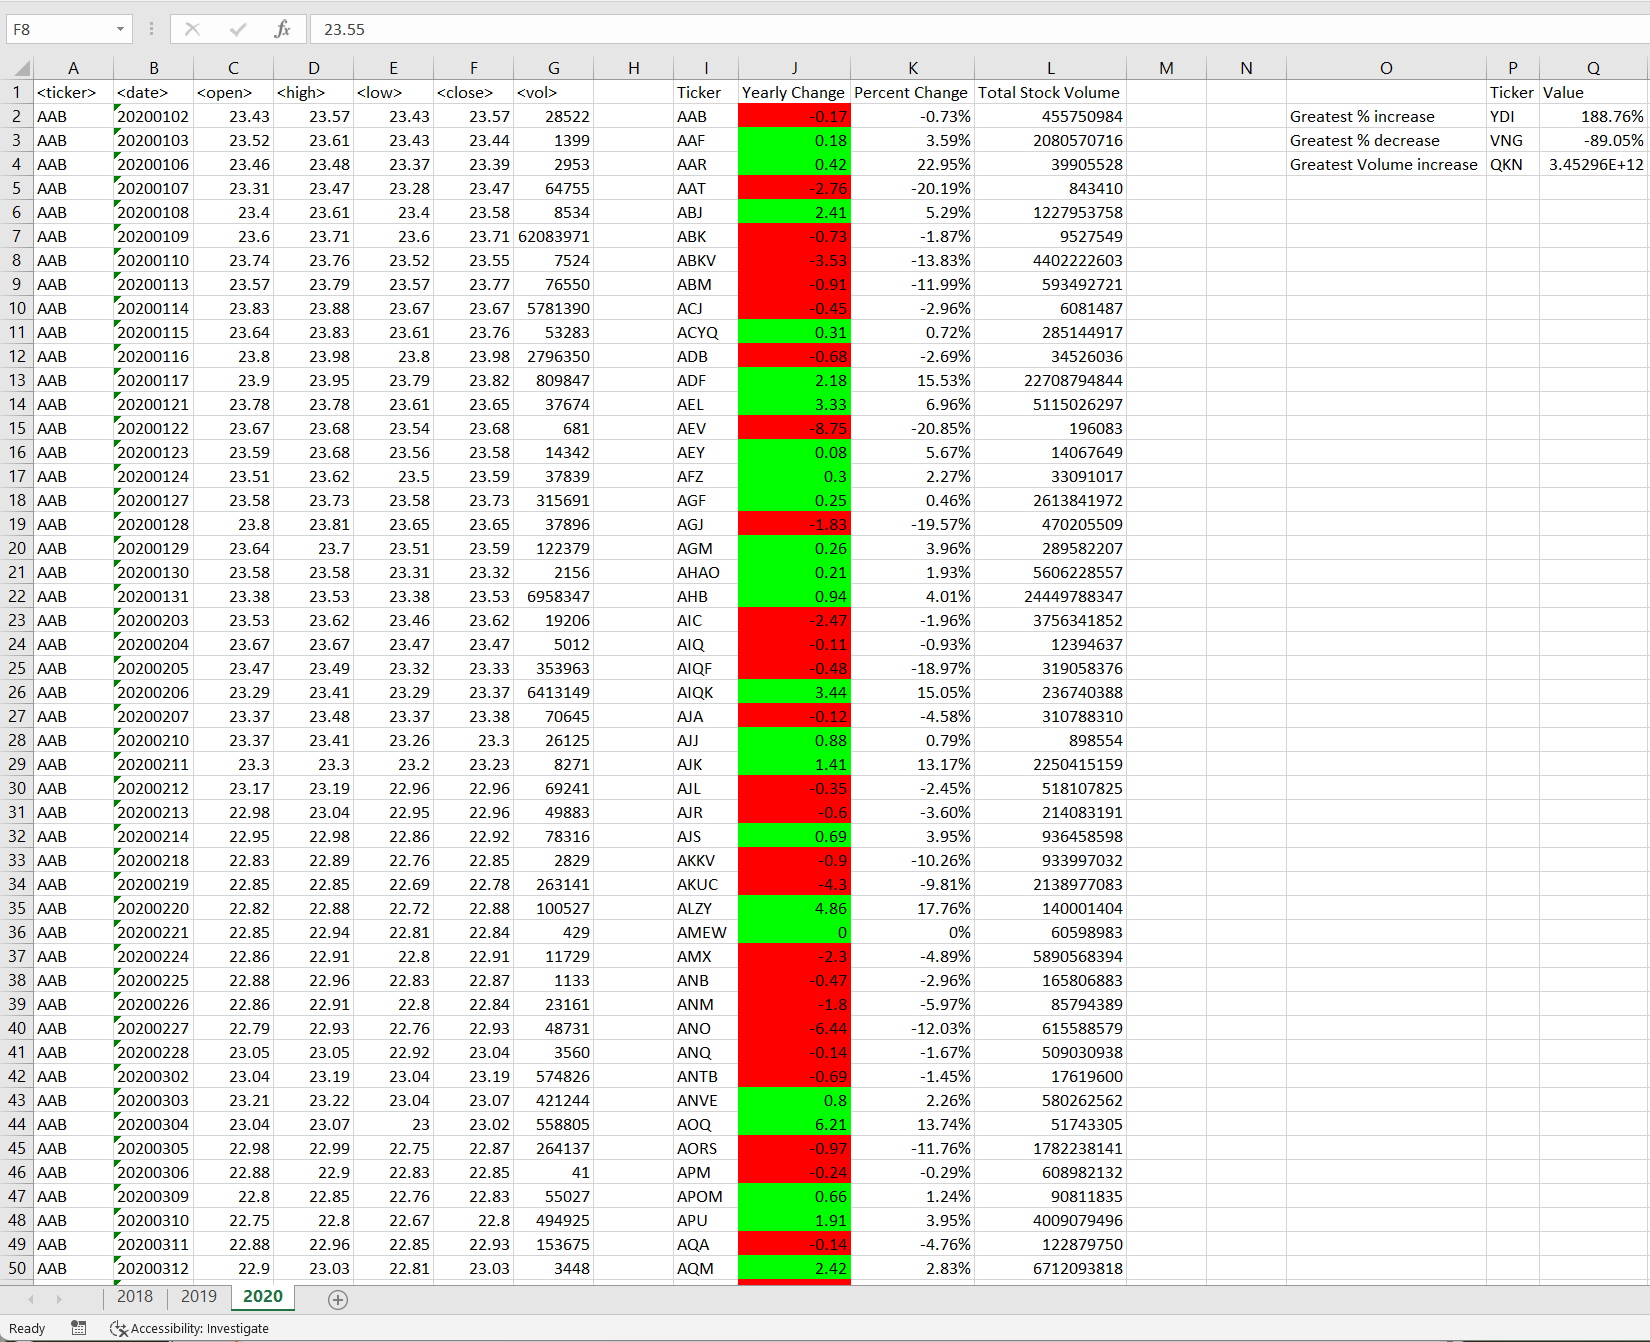 F8 23.55
A B C D E F G H I J K L M N O P Q
1 <ticker> <date> <open> <high> <low> <close> <vol> Ticker Yearly Change Percent Change Total Stock Volume Ticker Value
2 AAB 20200102 23.43 23.57 23.43 23.57 28522 AAB -0.17 -0.73% 455750984 Greatest % increase YDI 188.76%
3 AAB 20200103 23.52 23.61 23.43 23.44 1399 AAF 0.18 3.59% 2080570716 Greatest % decrease VNG -89.05%
4 AAB 20200106 23.46 23.48 23.37 23.39 2953 AAR 0.42 22.95% 39905528 Greatest Volume increase QKN 3.45296E+12
5 AAB 20200107 23.31 23.47 23.28 23.47 64755 AAT -2.76 -20.19% 843410
6 AAB 20200108 23.4 23.61 23.4 23.58 8534 ABJ 2.41 5.29% 1227953758
7 AAB 20200109 23.6 23.71 23.6 23.71 62083971 ABK -0.73 -1.87% 9527549
8 AAB 20200110 23.74 23.76 23.52 23.55 7524 ABKV -3.53 -13.83% 4402222603
9 AAB 20200113 23.57 23.79 23.57 23.77 76550 ABM -0.91 -11.99% 593492721
10 AAB 20200114 23.83 23.88 23.67 23.67 5781390 ACJ -0.45 -2.96% 6081487
11 AAB 20200115 23.64 23.83 23.61 23.76 53283 ACYQ 0.31 0.72% 285144917
12 AAB 20200116 23.8 23.98 23.8 23.98 2796350 ADB -0.68 -2.69% 34526036
13 AAB 20200117 23.9 23.95 23.79 23.82 809847 ADF 2.18 15.53% 22708794844
14 AAB 20200121 23.78 23.78 23.61 23.65 37674 AEL 3.33 6.96% 5115026297
15 AAB 20200122 23.67 23.68 23.54 23.68 681 AEV -8.75 -20.85% 196083
16 AAB 20200123 23.59 23.68 23.56 23.58 14342 AEY 0.08 5.67% 14067649
17 AAB 20200124 23.51 23.62 23.5 23.59 37839 AFZ 0.3 2.27% 33091017
18 AAB 20200127 23.58 23.73 23.58 23.73 315691 AGF 0.25 0.46% 2613841972
19 AAB 20200128 23.8 23.81 23.65 23.65 37896 AGJ -1.83 -19.57% 470205509
20 AAB 20200129 23.64 23.7 23.51 23.59 122379 AGM 0.26 3.96% 289582207
21 AAB 20200130 23.58 23.58 23.31 23.32 2156 AHAO 0.21 1.93% 5606228557
22 AAB 20200131 23.38 23.53 23.38 23.53 6958347 AHB 0.94 4.01% 24449788347
23 AAB 20200203 23.53 23.62 23.46 23.62 19206 AIC -2.47 -1.96% 3756341852
24 AAB 20200204 23.67 23.67 23.47 23.47 5012 AIQ -0.11 -0.93% 12394637
25 AAB 20200205 23.47 23.49 23.32 23.33 353963 AIQF -0.48 -18.97% 319058376
26 AAB 20200206 23.29 23.41 23.29 23.37 6413149 AIQK 3.44 15.05% 236740388
27 AAB 20200207 23.37 23.48 23.37 23.38 70645 AJA -0.12 -4.58% 310788310
28 AAB 20200210 23.37 23.41 23.26 23.3 26125 AJJ 0.88 0.79% 898554
29 AAB 20200211 23.3 23.3 23.2 23.23 8271 AJK 1.41 13.17% 2250415159
30 AAB 20200212 23.17 23.19 22.96 22.96 69241 AJL -0.35 -2.45% 518107825
31 AAB 20200213 22.98 23.04 22.95 22.96 49883 AJR -0.6 -3.60% 214083191
32 AAB 20200214 22.95 22.98 22.86 22.92 78316 AJS 0.69 3.95% 936458598
33 AAB 20200218 22.83 22.89 22.76 22.85 2829 AKKV -0.9 -10.26% 933997032
34 AAB 20200219 22.85 22.85 22.69 22.78 263141 AKUC -4.3 -9.81% 2138977083
35 AAB 20200220 22.82 22.88 22.72 22.88 100527 ALZY 4.86 17.76% 140001404
36 AAB 20200221 22.85 22.94 22.81 22.84 429 AMEW 0 0% 60598983
37 AAB 20200224 22.86 22.91 22.8 22.91 11729 AMX -2.3 -4.89% 5890568394
38 AAB 20200225 22.88 22.96 22.83 22.87 1133 ANB -0.47 -2.96% 165806883
39 AAB 20200226 22.86 22.91 22.8 22.84 23161 ANM -1.8 -5.97% 85794389
40 AAB 20200227 22.79 22.93 22.76 22.93 48731 ANO -6.44 -12.03% 615588579
41 AAB 20200228 23.05 23.05 22.92 23.04 3560 ANQ -0.14 -1.67% 509030938
42 AAB 20200302 23.04 23.19 23.04 23.19 574826 ANTB -0.69 -1.45% 17619600
43 AAB 20200303 23.21 23.22 23.04 23.07 421244 ANVE 0.8 2.26% 580262562
44 AAB 20200304 23.04 23.07 23 23.02 558805 AOQ 6.21 13.74% 51743305
45 AAB 20200305 22.98 22.99 22.75 22.87 264137 AORS -0.97 -11.76% 1782238141
46 AAB 20200306 22.88 22.9 22.83 22.85 41 APM -0.24 -0.29% 608982132
47 AAB 20200309 22.8 22.85 22.76 22.83 55027 APOM 0.66 1.24% 90811835
48 AAB 20200310 22.75 22.8 22.67 22.8 494925 APU 1.91 3.95% 4009079496
49 AAB 20200311 22.88 22.96 22.85 22.93 153675 AQA -0.14 -4.76% 122879750
50 AAB 20200312 22.9 23.03 22.81 23.03 3448 AQM 2.42 2.83% 6712093818
2018 2019 2020
Ready Accessibility: Investigate